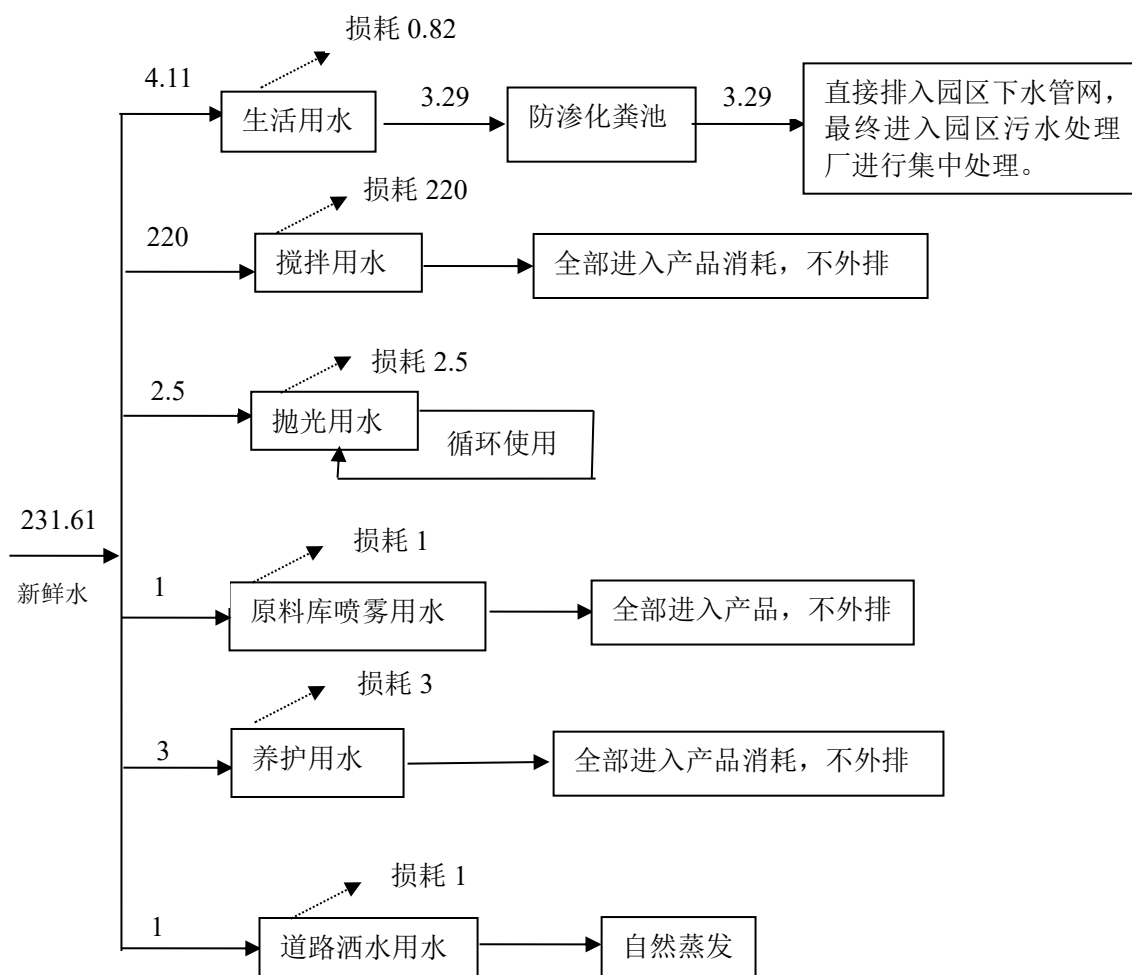 损耗 0.82
4.11
生活用水
3.29
防渗化粪池
3.29
直接排入园区下水管网，
最终进入园区污水处理
厂进行集中处理。
损耗 220
220
搅拌用水
全部进入产品消耗，不外排
损耗 2.5
2.5
抛光用水
循环使用
231.61
新鲜水
损耗 1
1
原料库喷雾用水
全部进入产品，不外排
损耗 3
3
养护用水
全部进入产品消耗，不外排
损耗 1
1
道路洒水用水
自然蒸发